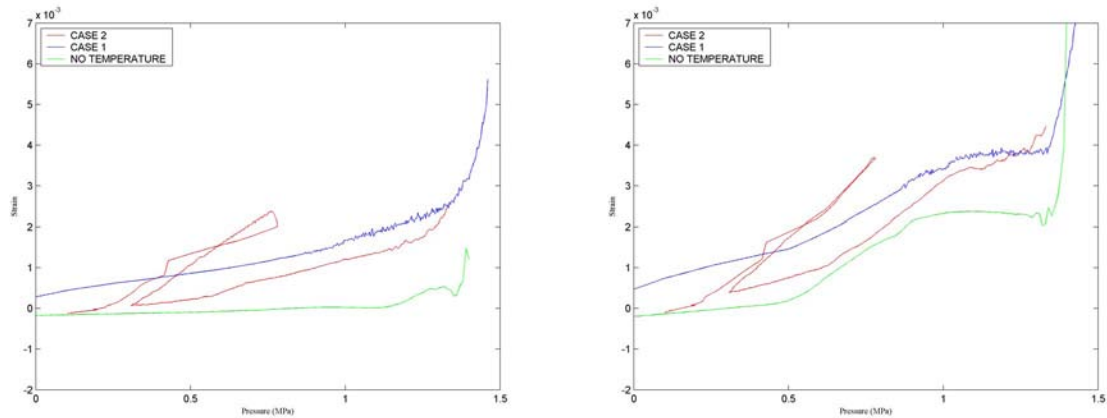 x 10⁻³
7
6
5
4
3
2
1
0
-1
-2
Strain
CASE 2
CASE 1
NO TEMPERATURE
0
0.5
1
1.5
Pressure (MPa)
x 10⁻³
7
6
5
4
3
2
1
0
-1
-2
Strain
CASE 2
CASE 1
NO TEMPERATURE
0
0.5
1
1.5
Pressure (MPa)